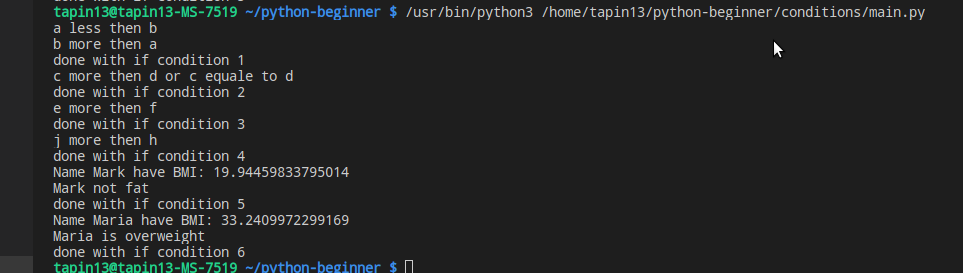 tapin13@tapin13-MS-7519 ~/python-beginner $ /usr/bin/python3 /home/tapin13/python-beginner/conditions/main.py
a less then b
b more then a
done with if condition 1
c more then d or c equale to d
done with if condition 2
e more then f
done with if condition 3
j more then h
done with if condition 4
Name Mark have BMI: 19.94459833795014
Mark not fat
done with if condition 5
Name Maria have BMI: 33.2409972299169
Maria is overweight
done with if condition 6
tapin13@tapin13-MS-7519 ~/python-beginner $